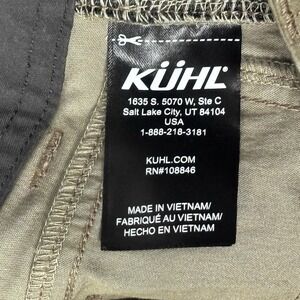 KÜHL
1635 S. 5070 W, Ste C
Salt Lake City, UT 84104
USA
1-888-218-3181
KUHL.COM
RN#108846
MADE IN VIETNAM/
FABRIQUÉ AU VIETNAM/
HECHO EN VIETNAM